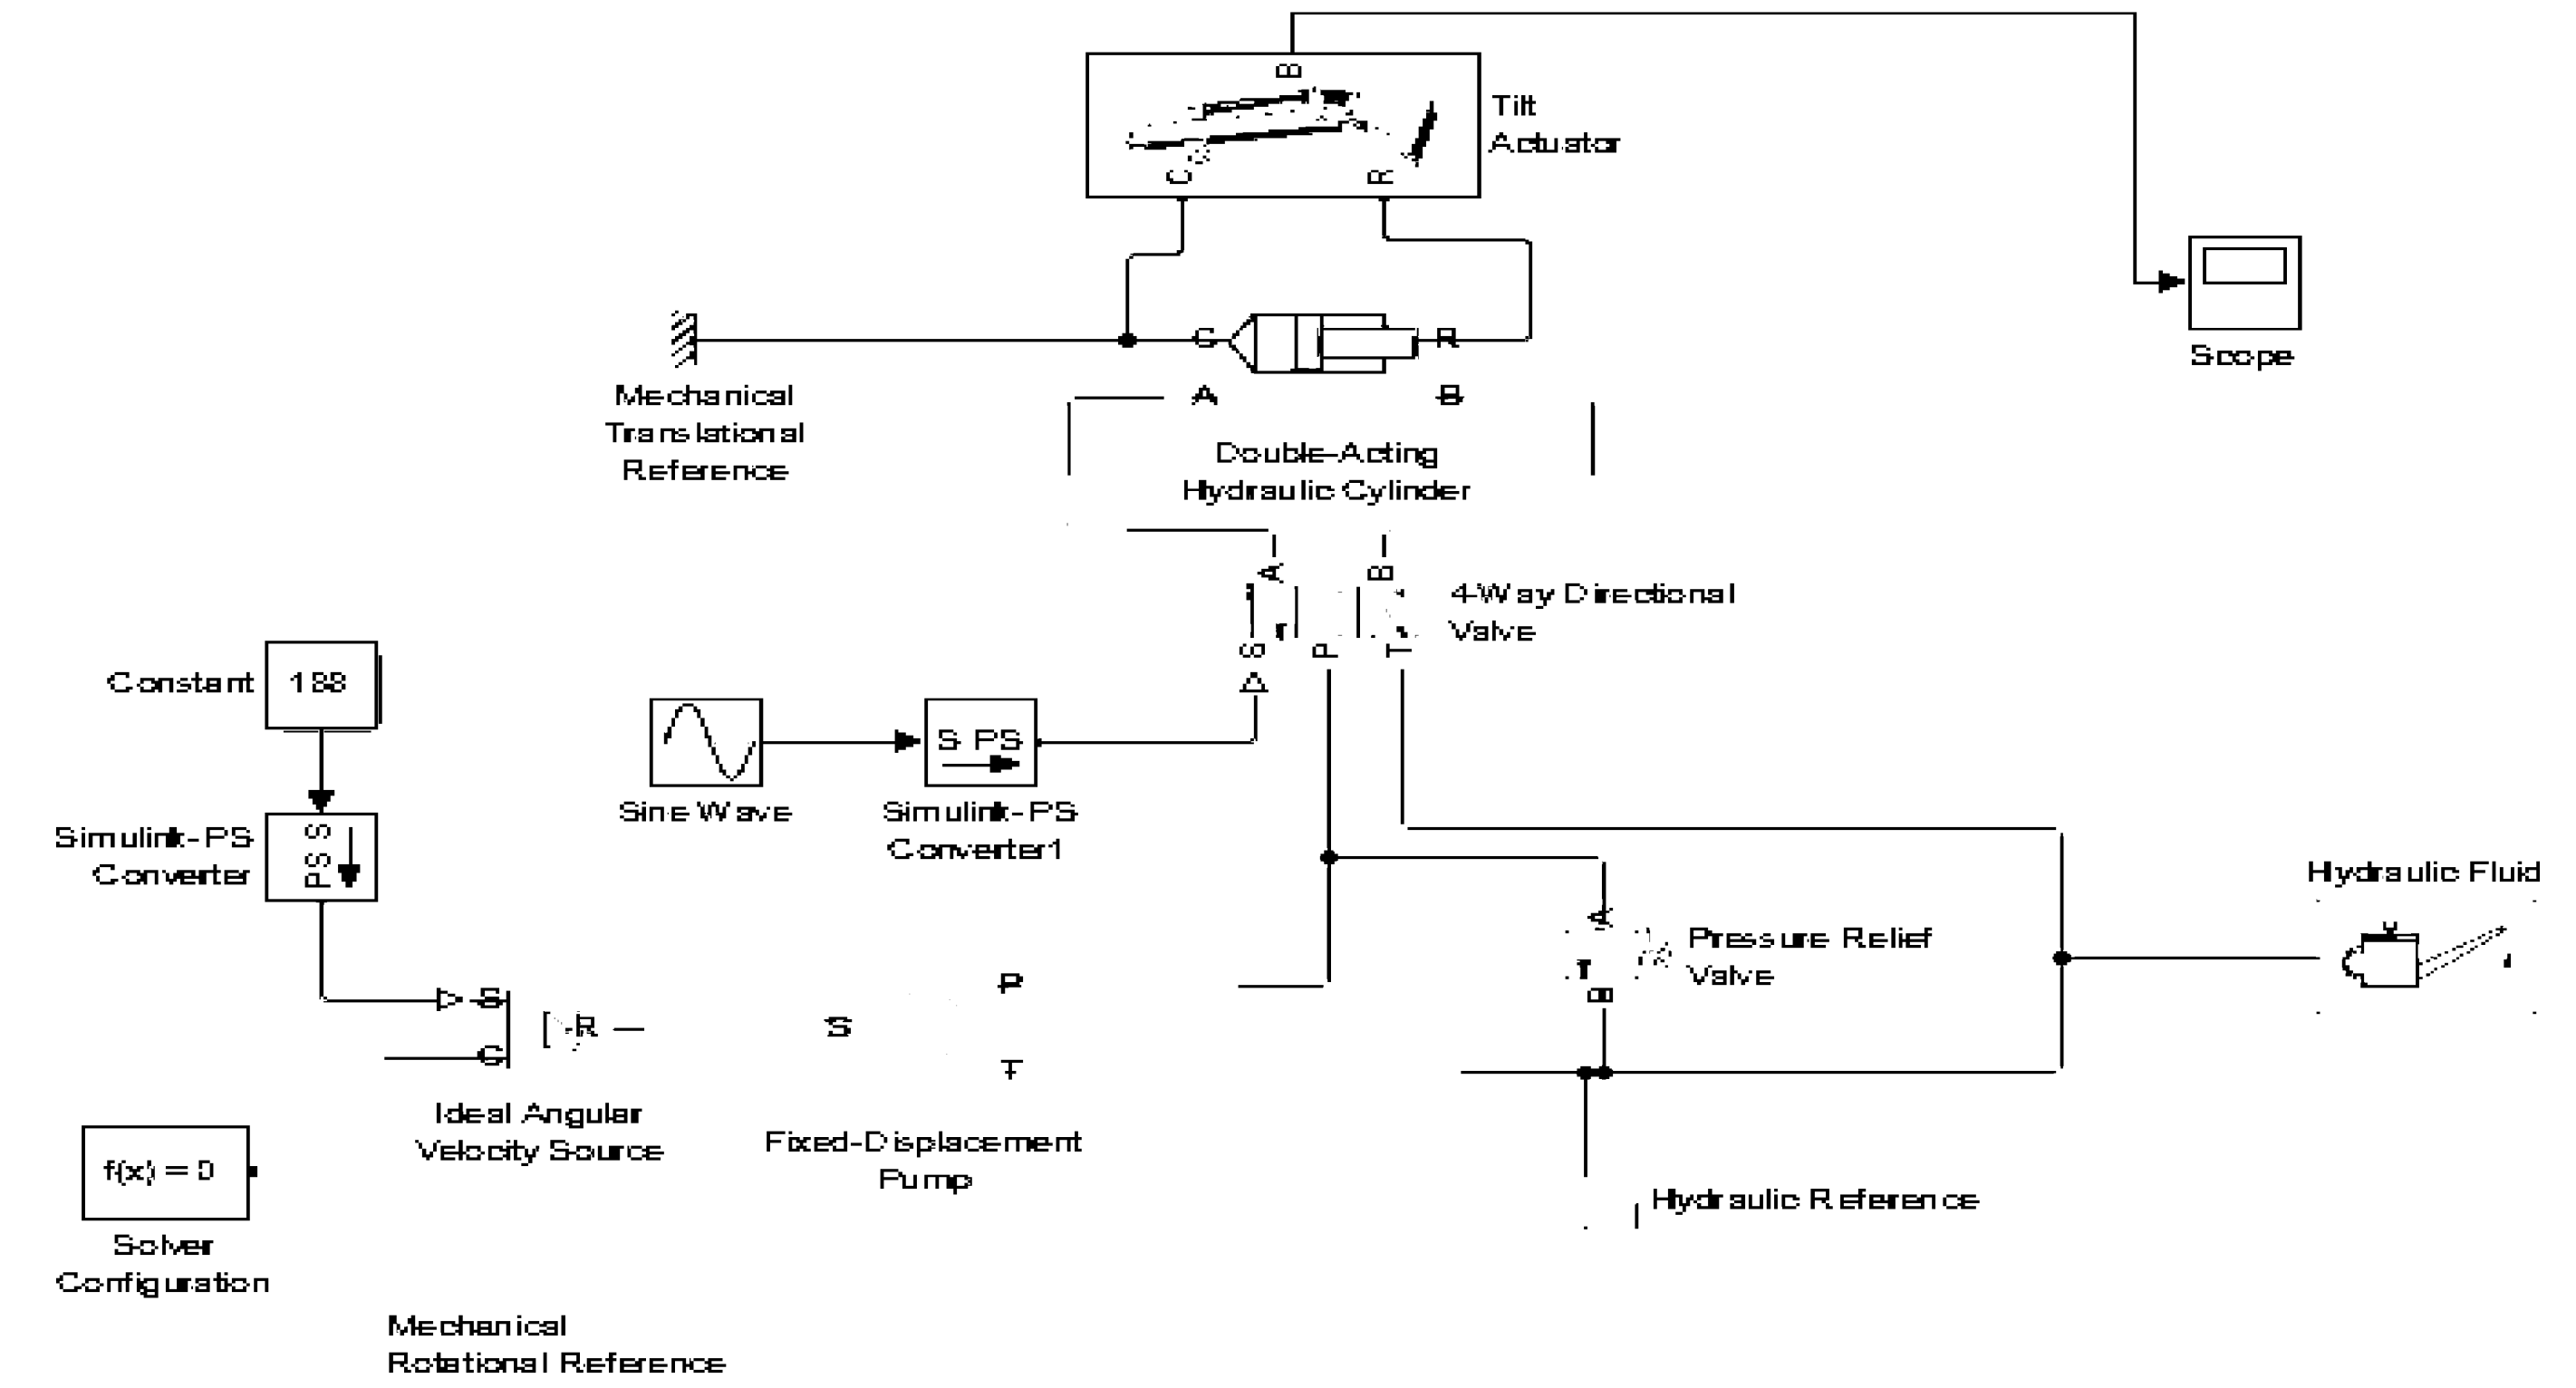 B
Tilt
Actuator
C
R
C
R
Scope
Mechanical
Translational
Reference
A
B
Double-Acting
Hydraulic Cylinder
A
B
4-Way Directional
Valve
S
P
T
Constant
188
Sine Wave
S PS
Simulink-PS
Converter1
Simulink-PS
Converter
PS S
Hydraulic Fluid
A
Pressure Relief
Valve
B
S
R
C
S
P
T
Ideal Angular
Velocity Source
Fixed-Displacement
Pump
f(x) = 0
Solver
Configuration
Hydraulic Reference
Mechanical
Rotational Reference